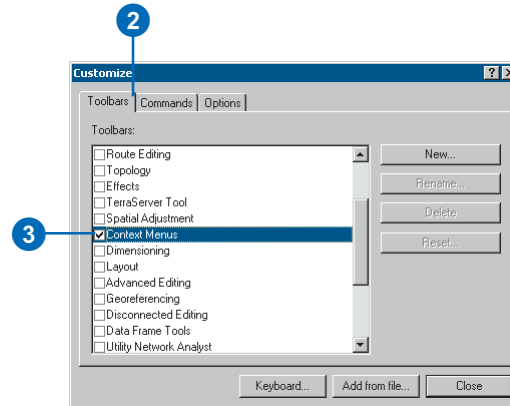 2
Customize
Toolbars Commands Options
Toolbars:
Route Editing
Topology
Effects
TerraServer Tool
Spatial Adjustment
3
Context Menus
Dimensioning
Layout
Advanced Editing
Georeferencing
Disconnected Editing
Data Frame Tools
Utility Network Analyst
New...
Rename...
Delete
Reset...
Keyboard... Add from file... Close